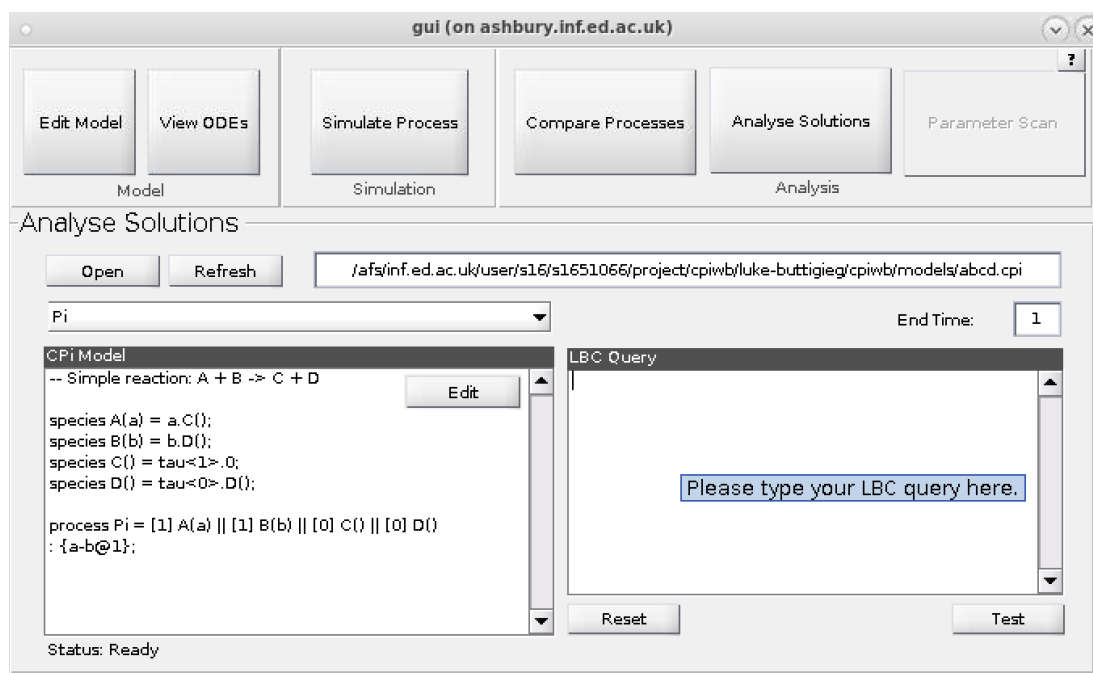 gui (on ashbury.inf.ed.ac.uk)
?
Edit Model
View ODEs
Simulate Process
Compare Processes
Analyse Solutions
Parameter Scan
Model
Simulation
Analysis
Analyse Solutions
Open
Refresh
/afs/inf.ed.ac.uk/user/s16/s1651066/project/cpiwb/luke-buttigieg/cpiwb/models/abcd.cpi
Pi
End Time:
1
CPi Model
-- Simple reaction: A + B -> C + D
Edit
species A(a) = a.C();
species B(b) = b.D();
species C() = tau<1>.0;
species D() = tau<0>.D();
process Pi = [1] A(a) || [1] B(b) || [0] C() || [0] D()
: {a-b@1};
LBC Query
Please type your LBC query here.
Reset
Test
Status: Ready